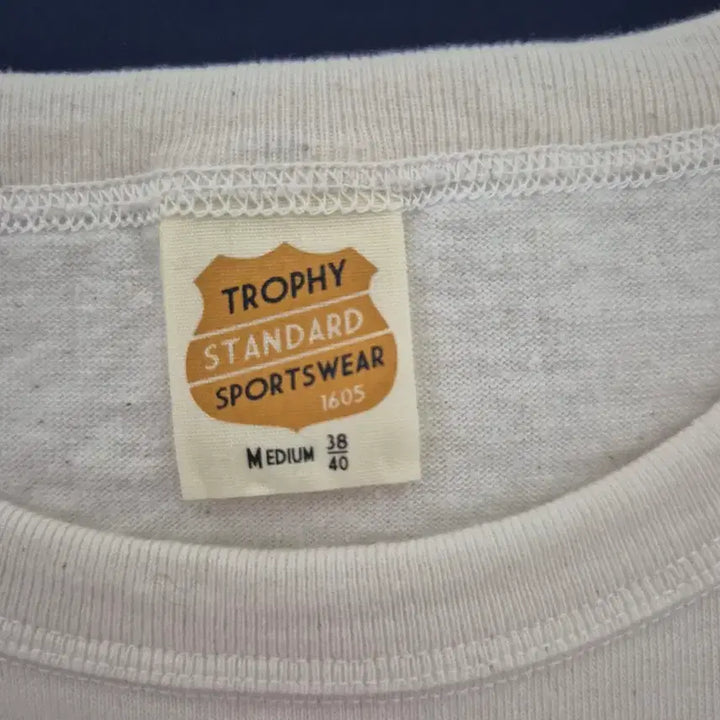 TROPHY
STANDARD
SPORTSWEAR
1605
MEDIUM 38/40